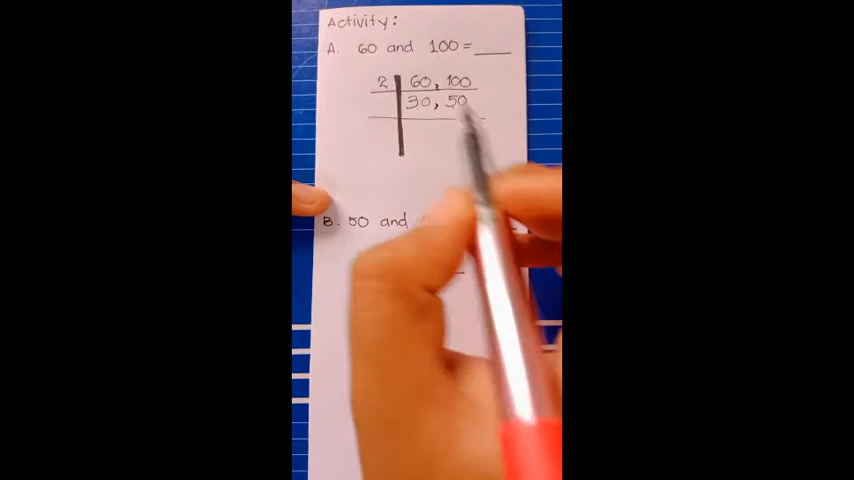 Activity:
A. 60 and 100 = ____
2 60, 100
30, 50
B. 50 and